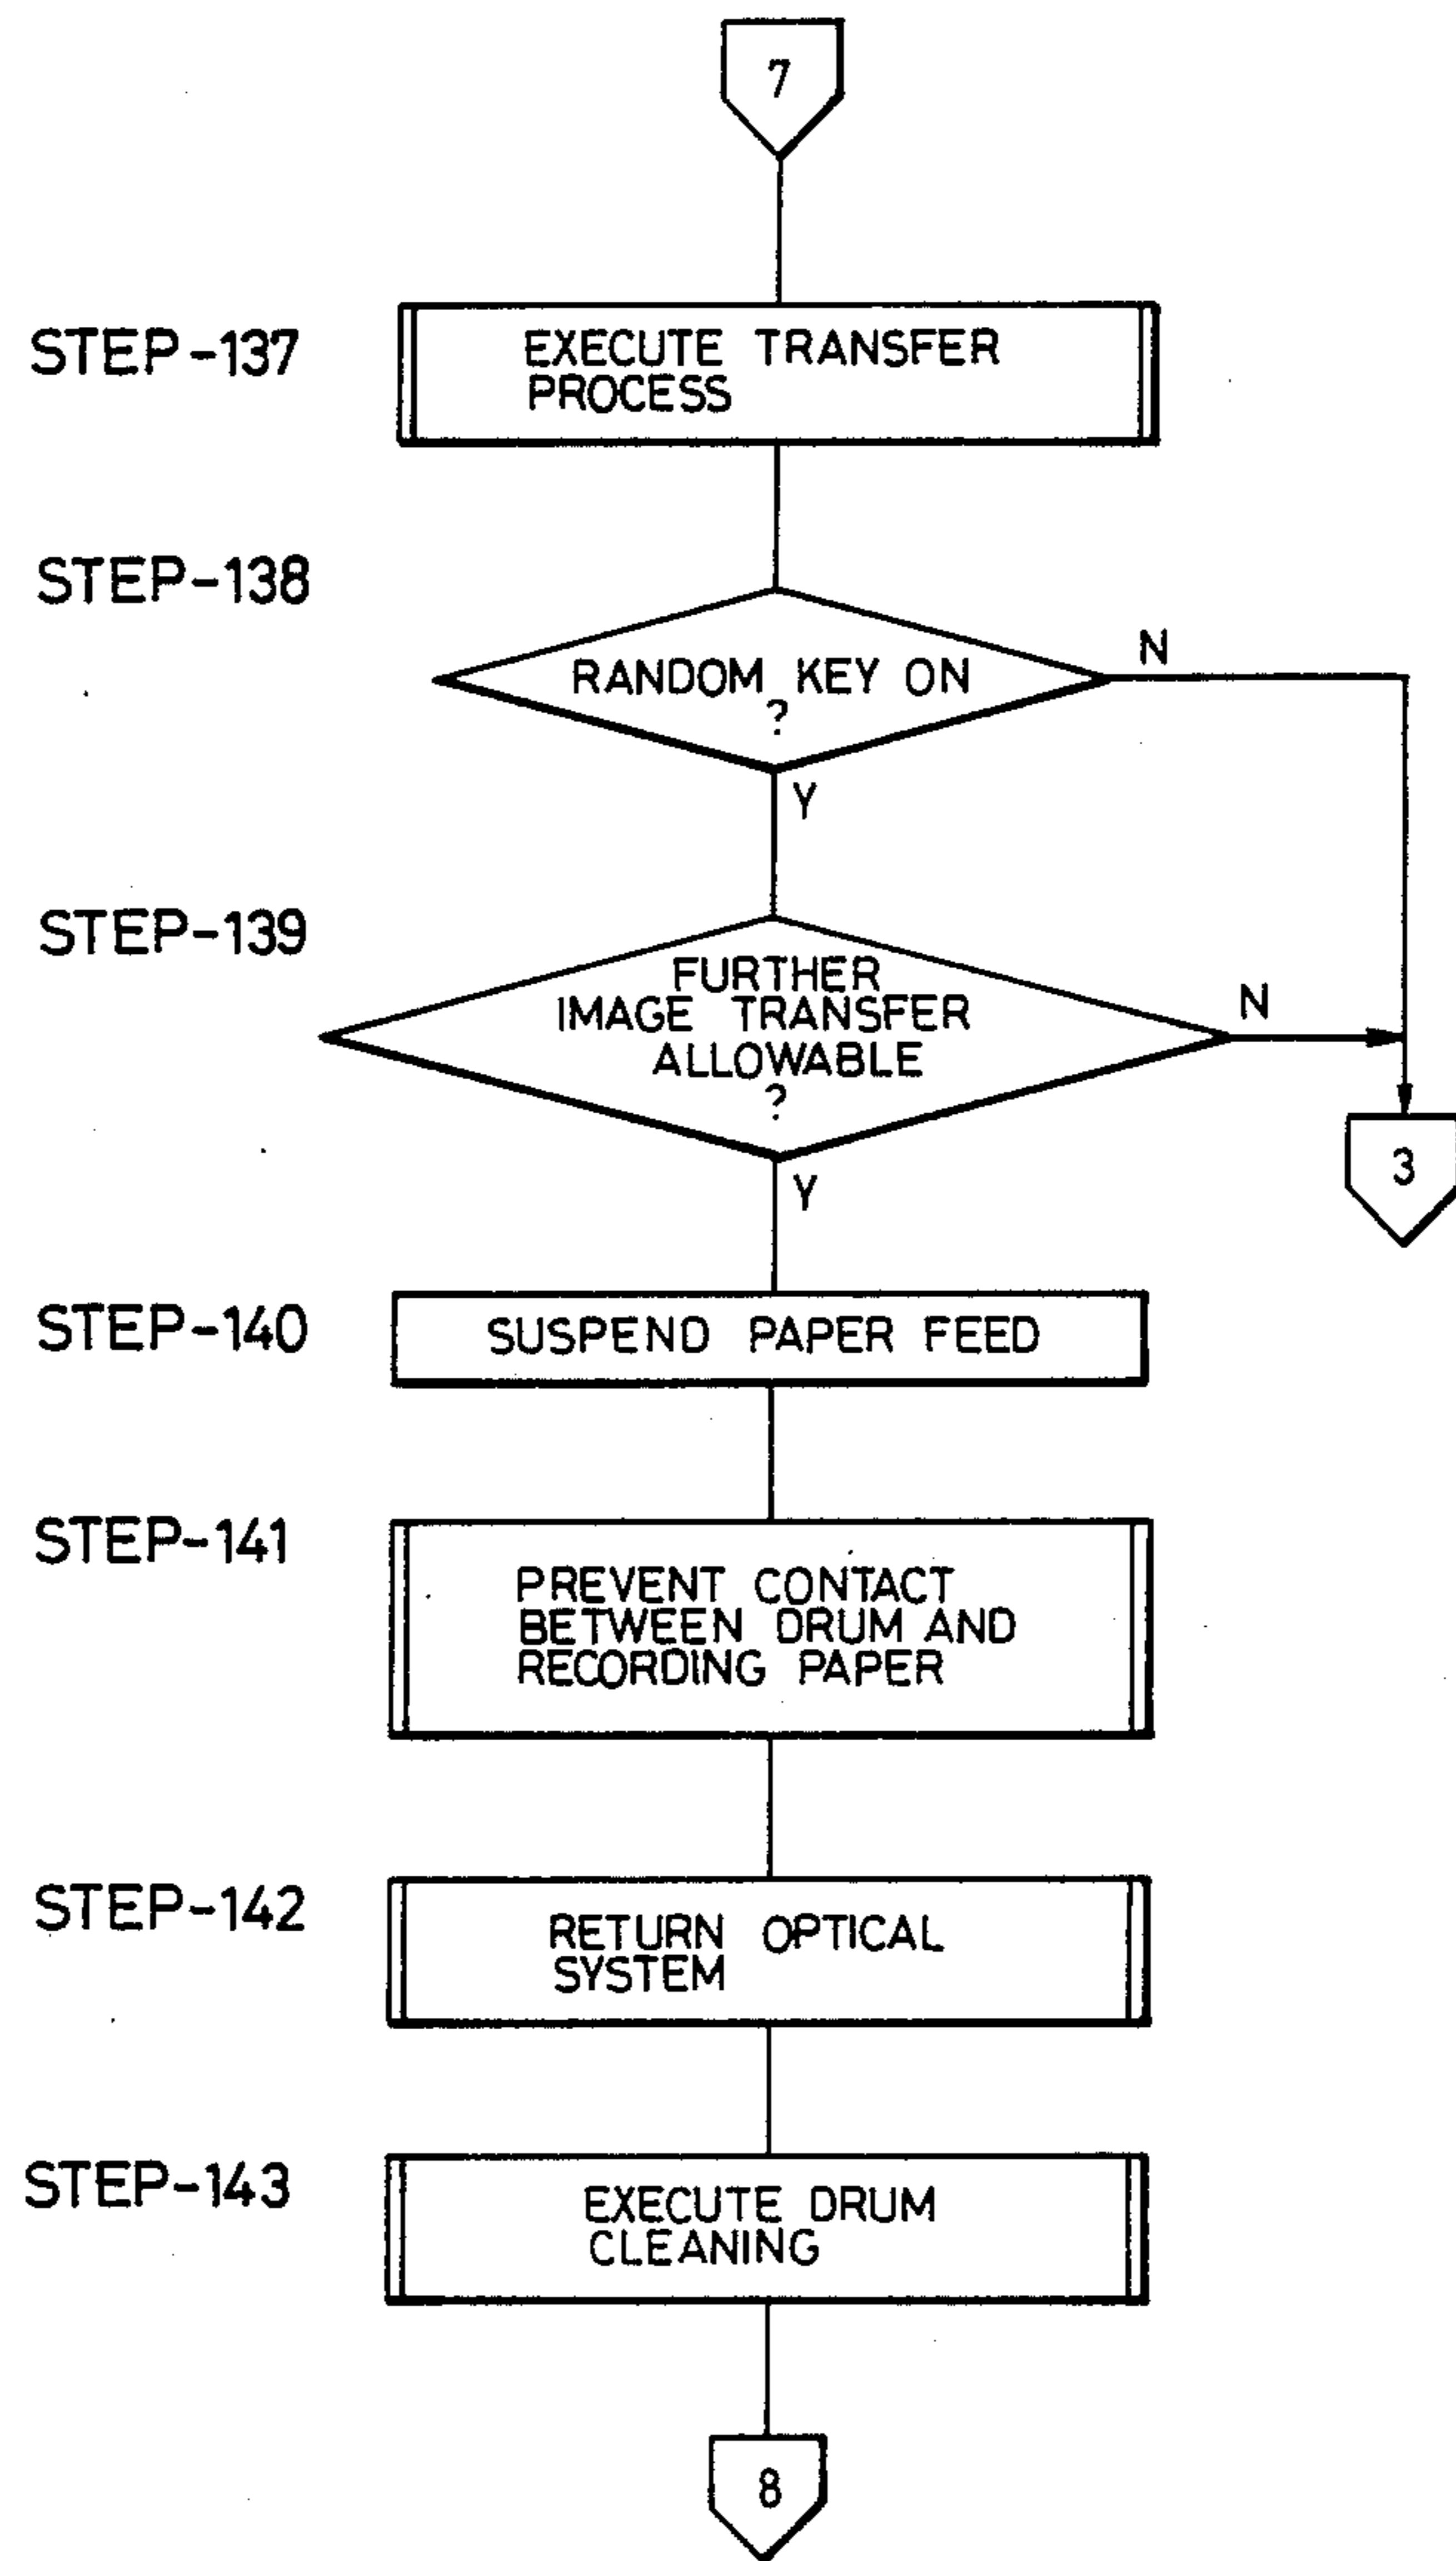 7
STEP-137
EXECUTE TRANSFER
PROCESS
STEP-138
RANDOM KEY ON
?
N
Y
STEP-139
FURTHER
IMAGE TRANSFER
ALLOWABLE
?
N
Y
3
STEP-140
SUSPEND PAPER FEED
STEP-141
PREVENT CONTACT
BETWEEN DRUM AND
RECORDING PAPER
STEP-142
RETURN OPTICAL
SYSTEM
STEP-143
EXECUTE DRUM
CLEANING
8